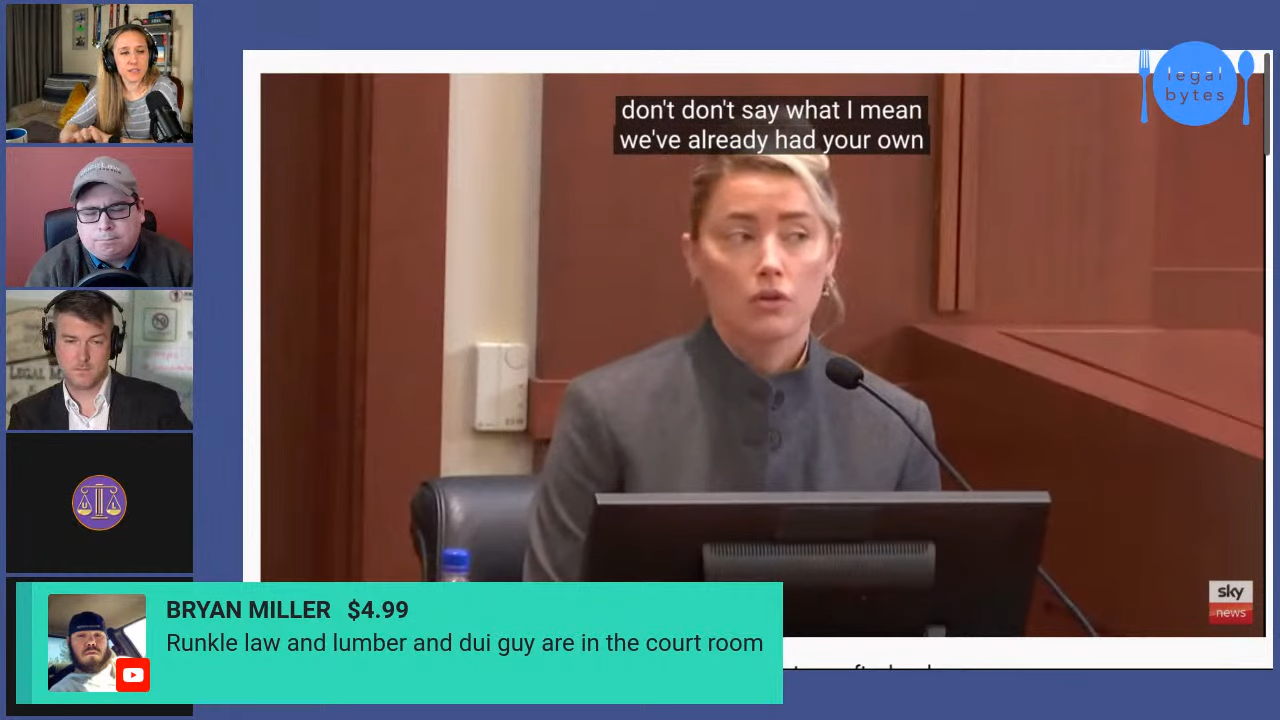 don't don't say what I mean
we've already had your own
legal
bytes
sky
news
BRYAN MILLER $4.99
Runkle law and lumber and dui guy are in the court room